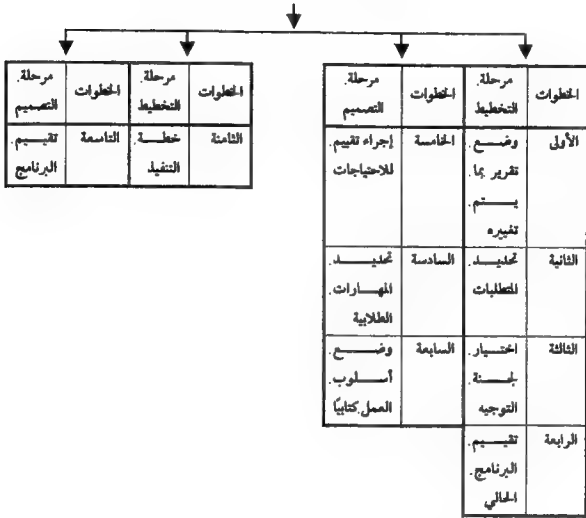 الخطوات
مرحلة.
التخطيط
الخطوات
مرحلة.
التصميم
الأولى
وضع.
تقرير بما.
يتم.
تغييره
الخامسة
إجراء تقييم.
للاحتياجات
الثانية
تحديد.
المتطلبات
السادسة
تحديد.
المهارات.
الطلابية
الثالثة
اختيار.
لجنة.
التوجيه
السابعة
وضع.
أسلوب.
العمل.كتابيًا
الرابعة
تقييم.
البرنامج.
الحالي
الخطوات
مرحلة.
التخطيط
الخطوات
مرحلة.
التصميم
الثامنة
خطة.
التنفيذ
التاسعة
تقييم.
البرنامج